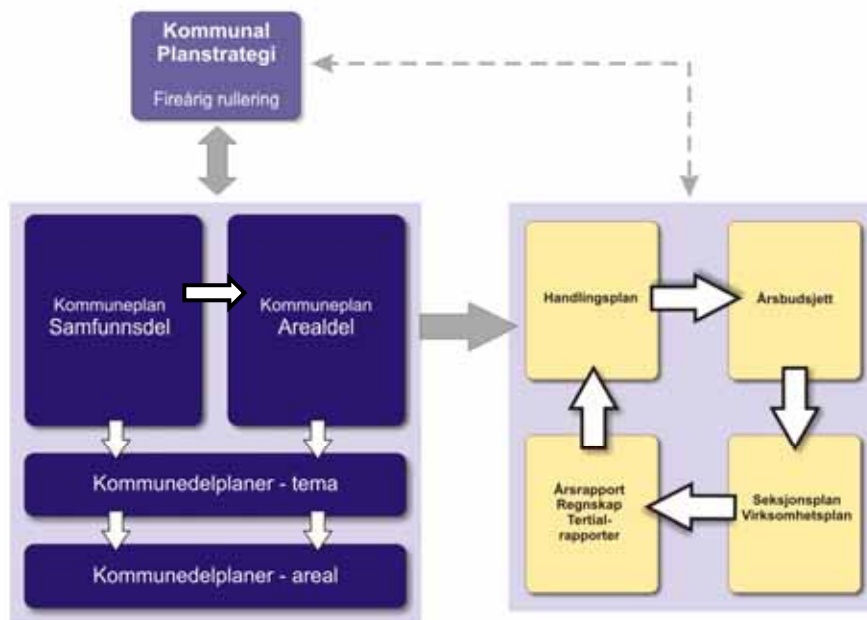 Kommunal
Planstrategi
Fireårig rullering
Kommuneplan
Samfunnsdel
Kommuneplan
Arealdel
Kommunedelplaner - tema
Kommunedelplaner - areal
Handlingsplan
Årsbudsjett
Årsrapport
Regnskap
Tertial-
rapporter
Seksjonsplan
Virksomhetsplan